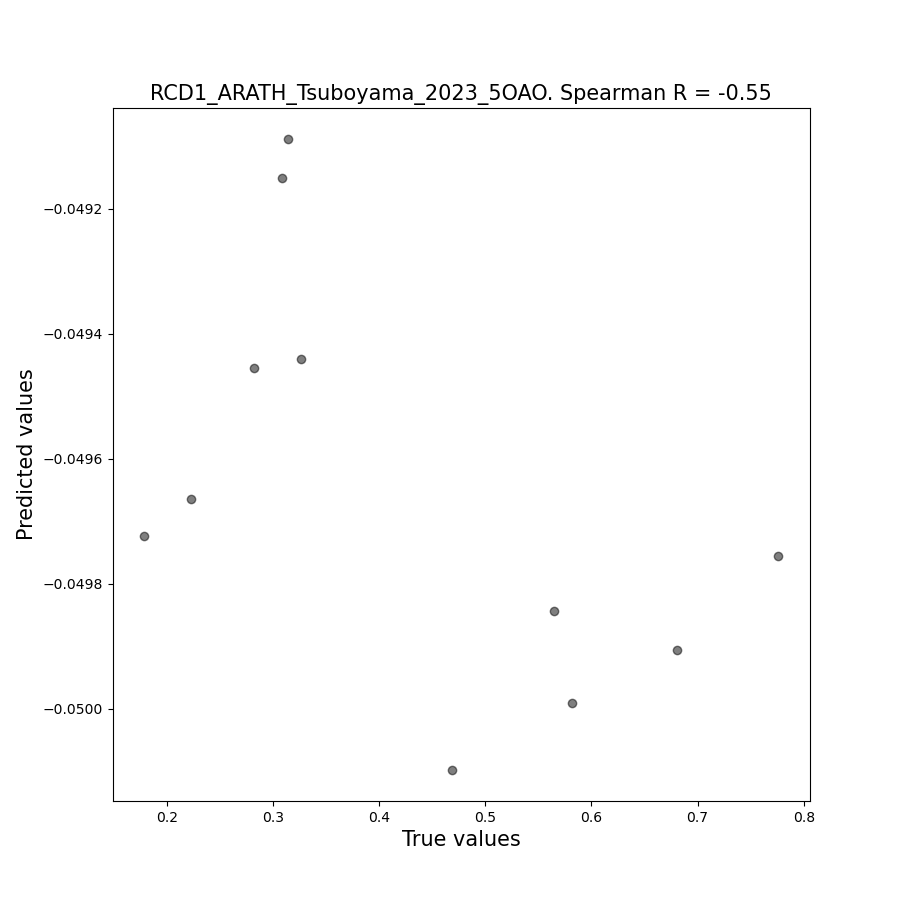 RCD1_ARATH_Tsuboyama_2023_5OAO. Spearman R = -0.55
Predicted values
−0.0492
−0.0494
−0.0496
−0.0498
−0.0500
0.2 0.3 0.4 0.5 0.6 0.7 0.8
True values